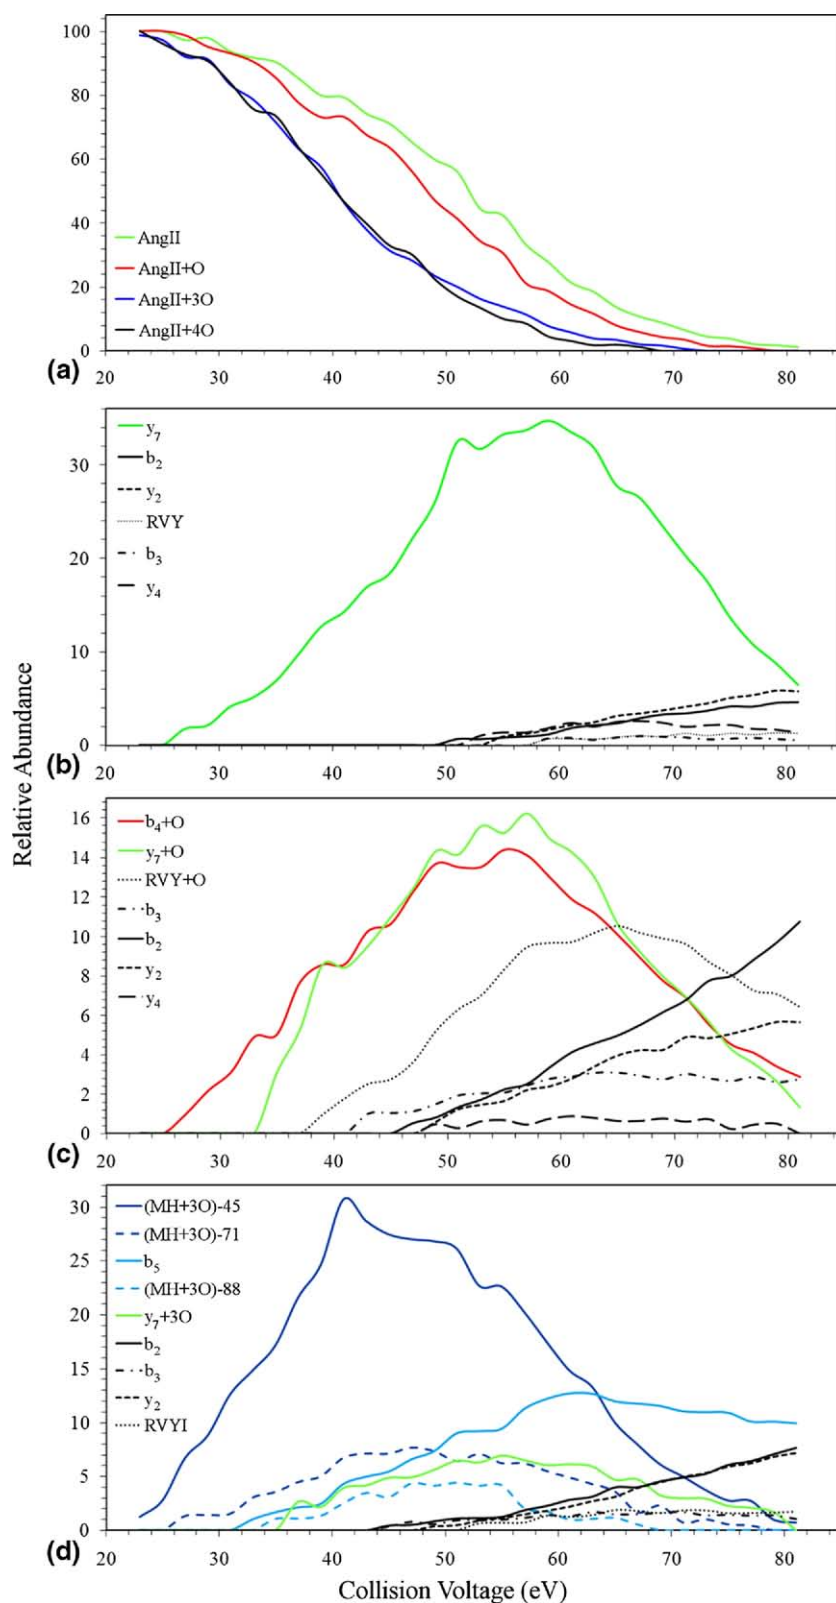 100
80
60
40
20
0
AngII
AngII+O
AngII+3O
AngII+4O
(a)
20 30 40 50 60 70 80
30
20
10
0
y7
b2
y2
RVY
b3
y4
(b)
20 30 40 50 60 70 80
Relative Abundance
16
14
12
10
8
6
4
2
0
b4+O
y7+O
RVY+O
b3
b2
y2
y4
(c)
20 30 40 50 60 70 80
30
25
20
15
10
5
0
(MH+3O)-45
(MH+3O)-71
b5
(MH+3O)-88
y7+3O
b2
b3
y2
RVYI
(d)
20 30 40 50 60 70 80
Collision Voltage (eV)